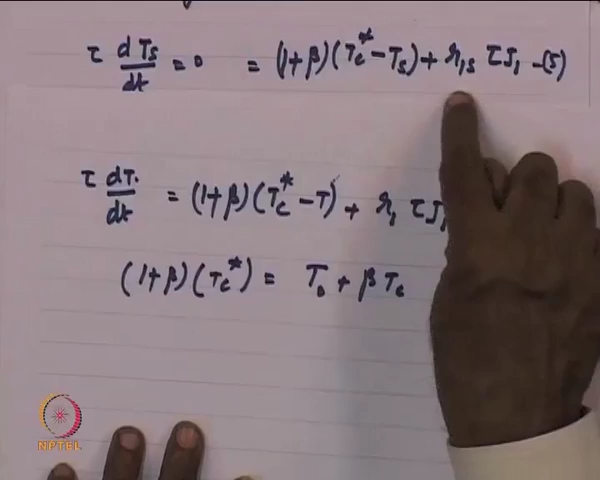 τ dTs/dt = 0 = (1+β)(Tc* − Ts) + r1s τ J1 —(5)
τ dT/dt = (1+β)(Tc* − T) + r1 τ J1
(1+β)(Tc*) = To + β Tc
NPTEL